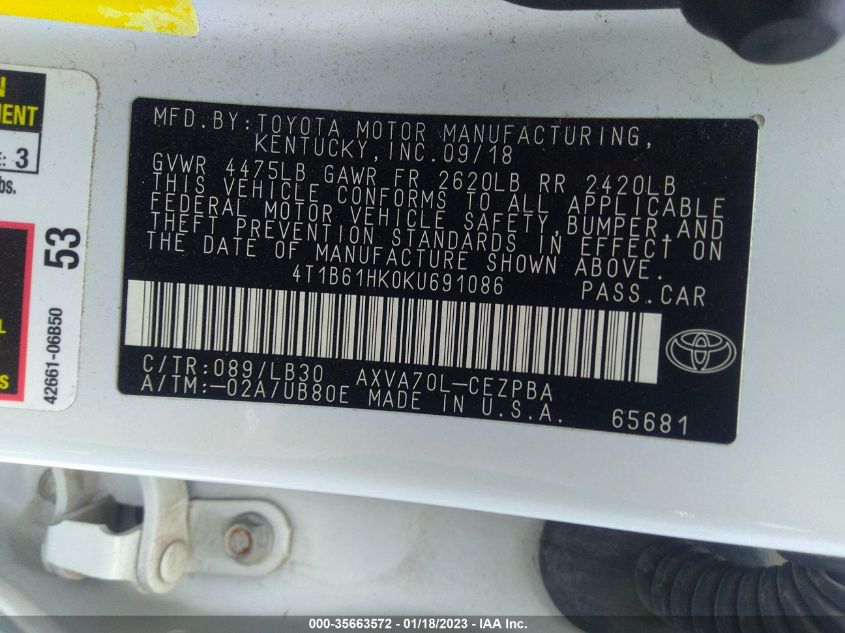 N
MENT
E: 3
lbs.
L
S
53
42661-06B50
MFD.BY:TOYOTA MOTOR MANUFACTURING,
KENTUCKY, INC.09/18
GVWR 4475LB GAWR FR 2620LB RR 2420LB
THIS VEHICLE CONFORMS TO ALL APPLICABLE
FEDERAL MOTOR VEHICLE SAFETY, BUMPER, AND
THEFT PREVENTION STANDARDS IN EFFECT ON
THE DATE OF MANUFACTURE SHOWN ABOVE.
4T1B61HK0KU691086 PASS.CAR
C/TR:089/LB30 AXVA70L-CEZPBA
A/TM:-02A/UB80E MADE IN U.S.A. 65681
000-35663572 - 01/18/2023 - IAA Inc.